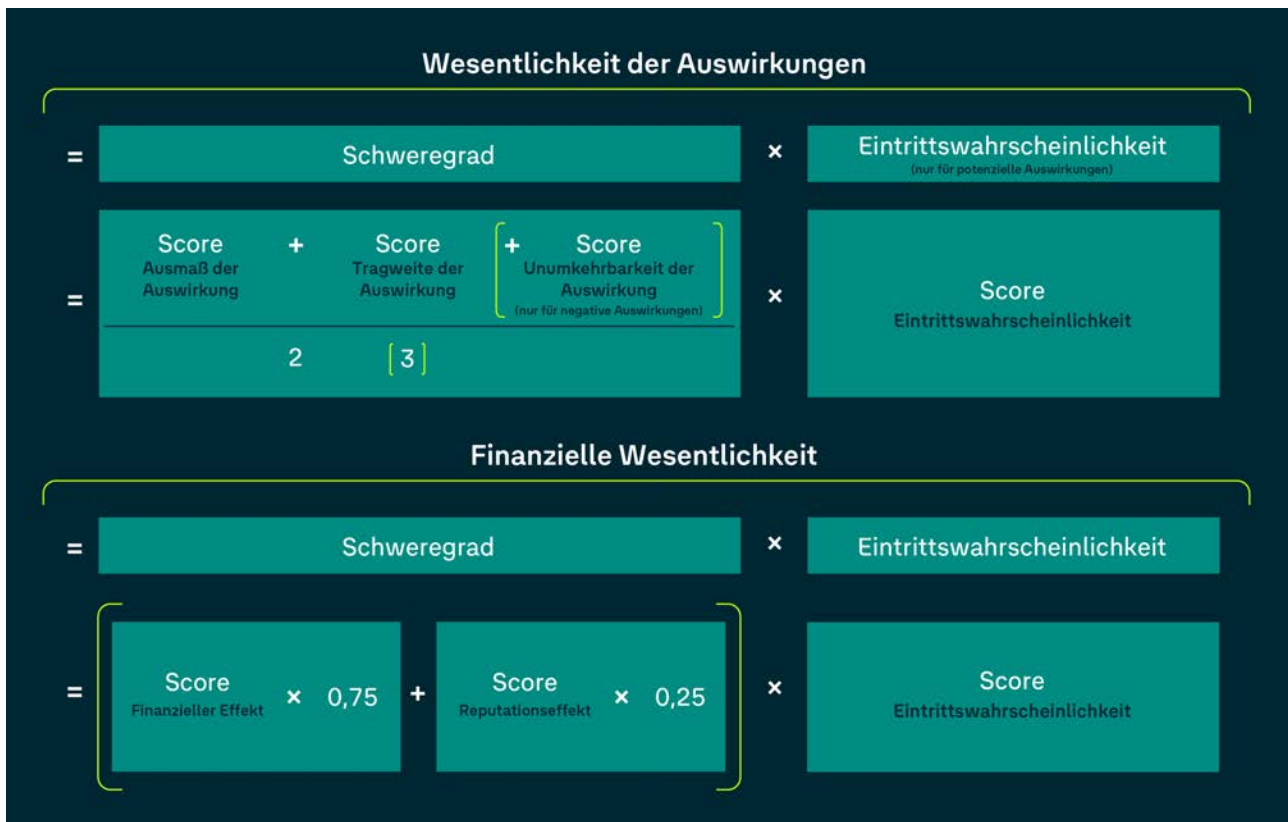 Wesentlichkeit der Auswirkungen
= Schweregrad × Eintrittswahrscheinlichkeit
(nur für potenzielle Auswirkungen)
Score + Score + Score
Ausmaß der Auswirkung
Tragweite der Auswirkung
Unumkehrbarkeit der Auswirkung
(nur für negative Auswirkungen)
=
2 [3]
×
Score
Eintrittswahrscheinlichkeit
Finanzielle Wesentlichkeit
= Schweregrad × Eintrittswahrscheinlichkeit
=
Score
Finanzieller Effekt
× 0,75
+
Score
Reputationseffekt
× 0,25
×
Score
Eintrittswahrscheinlichkeit